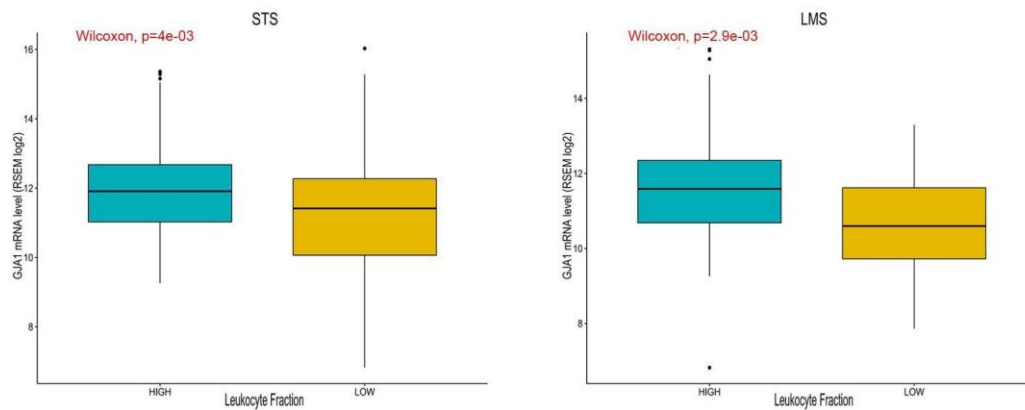 STS
Wilcoxon, p=4e-03
GJA1 mRNA level (RSEM log2)
16
14
12
10
8
HIGH
LOW
Leukocyte Fraction
LMS
Wilcoxon, p=2.9e-03
GJA1 mRNA level (RSEM log2)
14
12
10
8
HIGH
LOW
Leukocyte Fraction